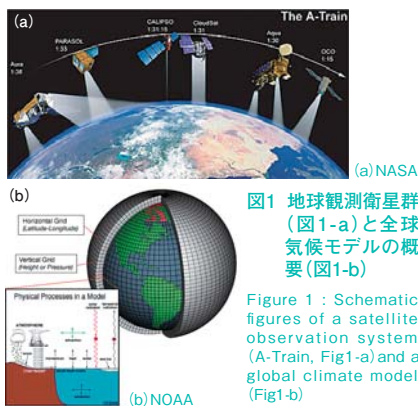 (a)
The A-Train
CALIPSO
1:31:15
CloudSat
1:31
PARASOL
1:33
Aqua
1:30
OCO
1:15
Aura
1:38
(a)NASA
(b)
Horizontal Grid
(Latitude-Longitude)
Vertical Grid
(Height or Pressure)
Physical Processes in a Model
(b)NOAA
図1 地球観測衛星群
(図1-a)と全球
気候モデルの概
要(図1-b)
Figure 1 : Schematic
figures of a satellite
observation system
(A-Train, Fig1-a)and a
global climate model
(Fig1-b)